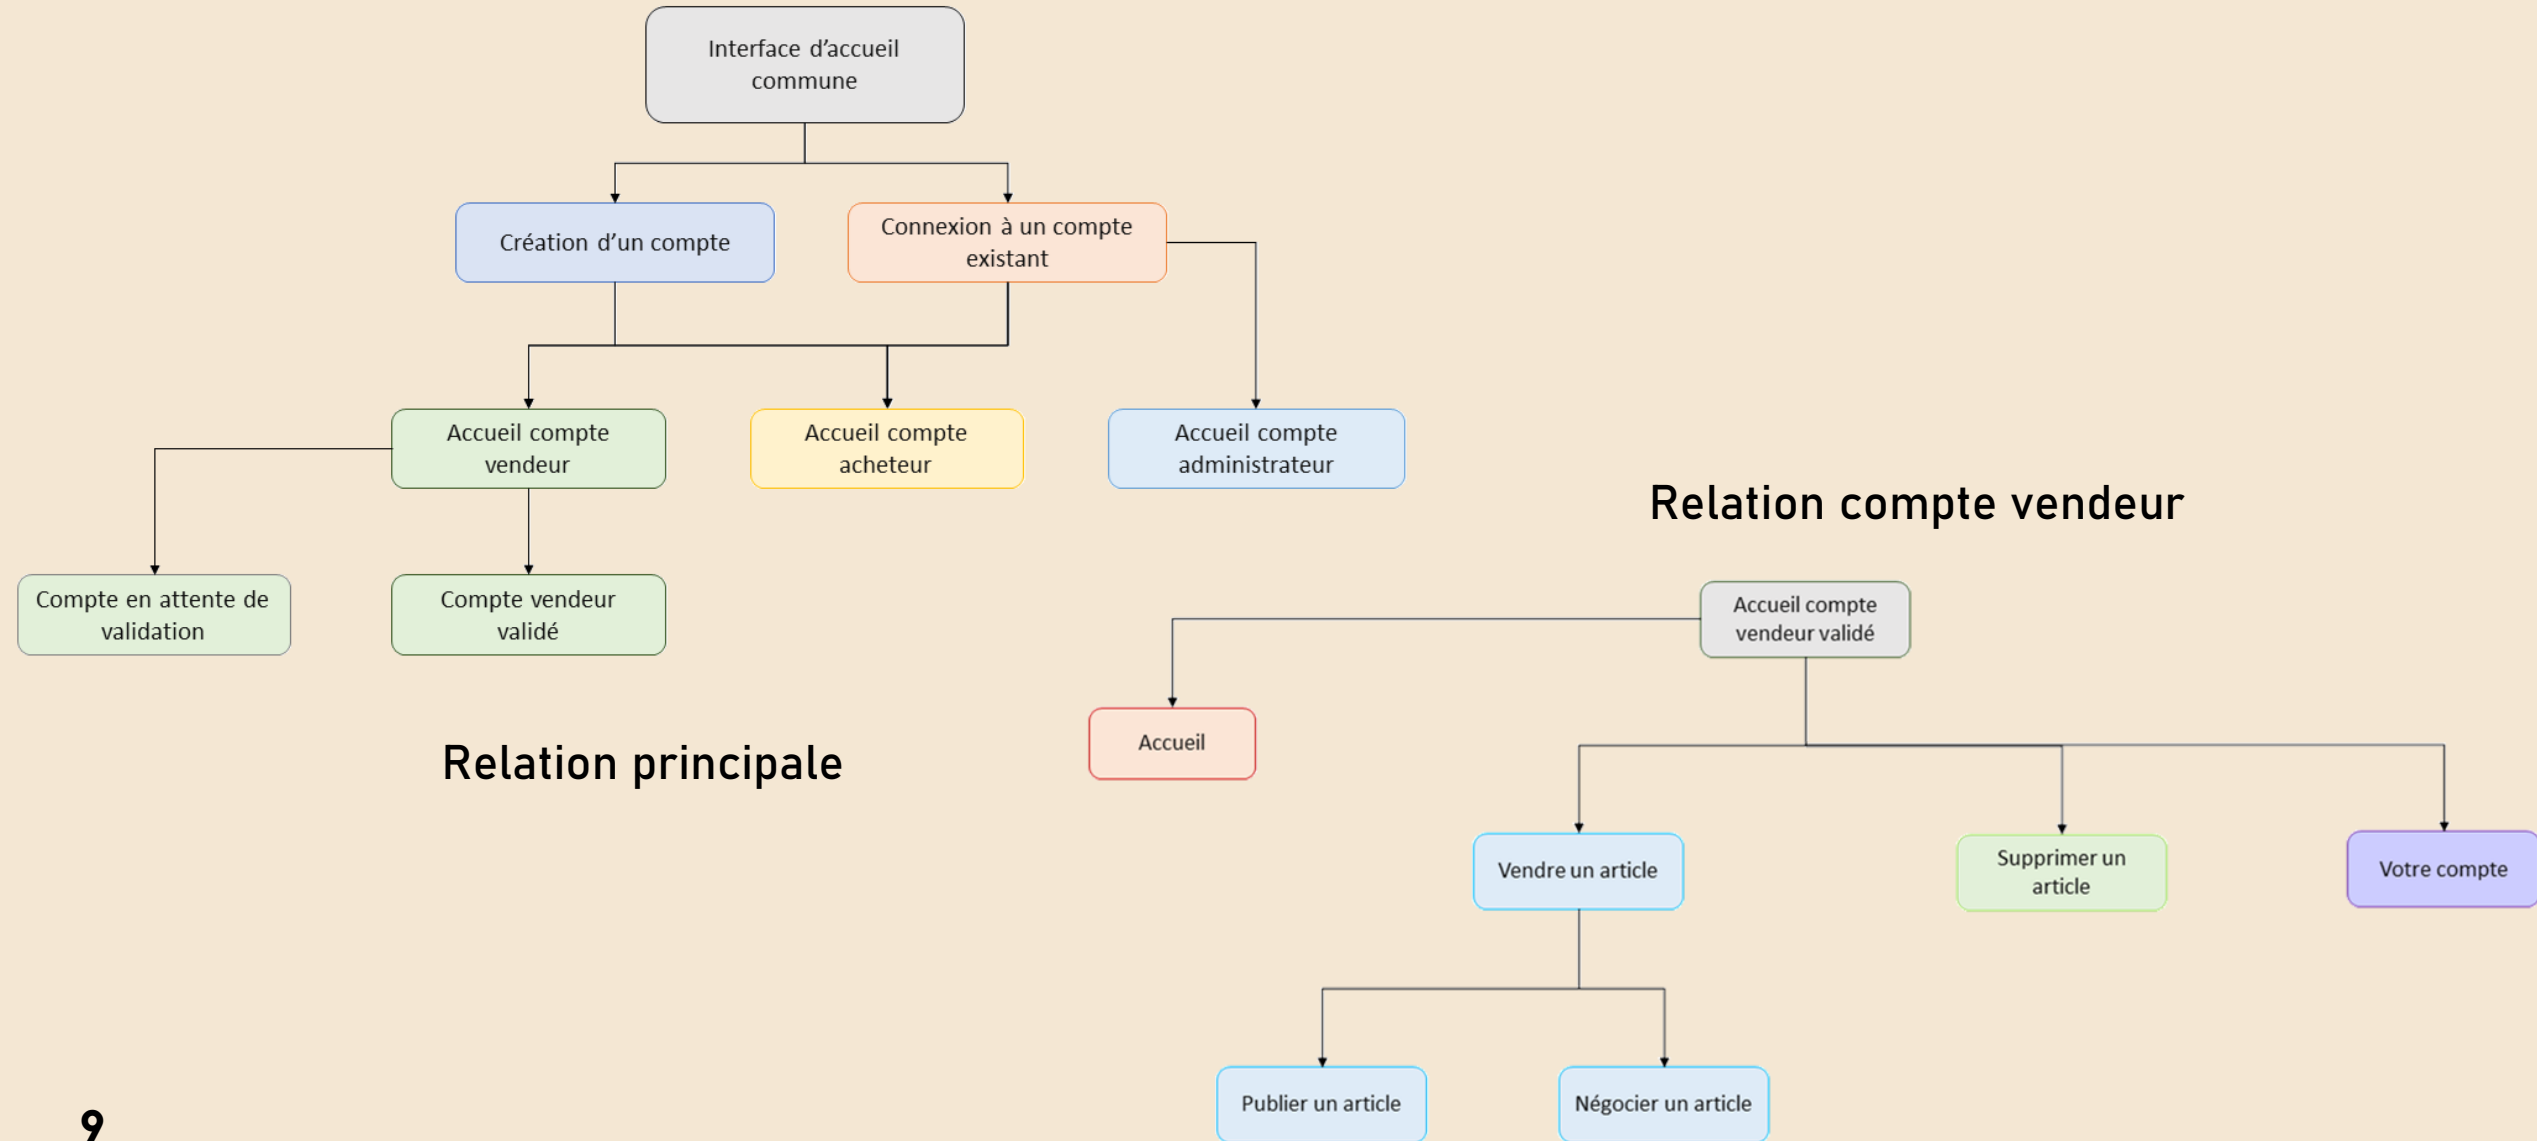 Interface d’accueil
commune
Création d’un compte
Connexion à un compte
existant
Accueil compte
vendeur
Accueil compte
acheteur
Accueil compte
administrateur
Compte en attente de
validation
Compte vendeur
validé
Relation principale
Relation compte vendeur
Accueil compte
vendeur validé
Accueil
Vendre un article
Supprimer un
article
Votre compte
Publier un article
Négocier un article
9